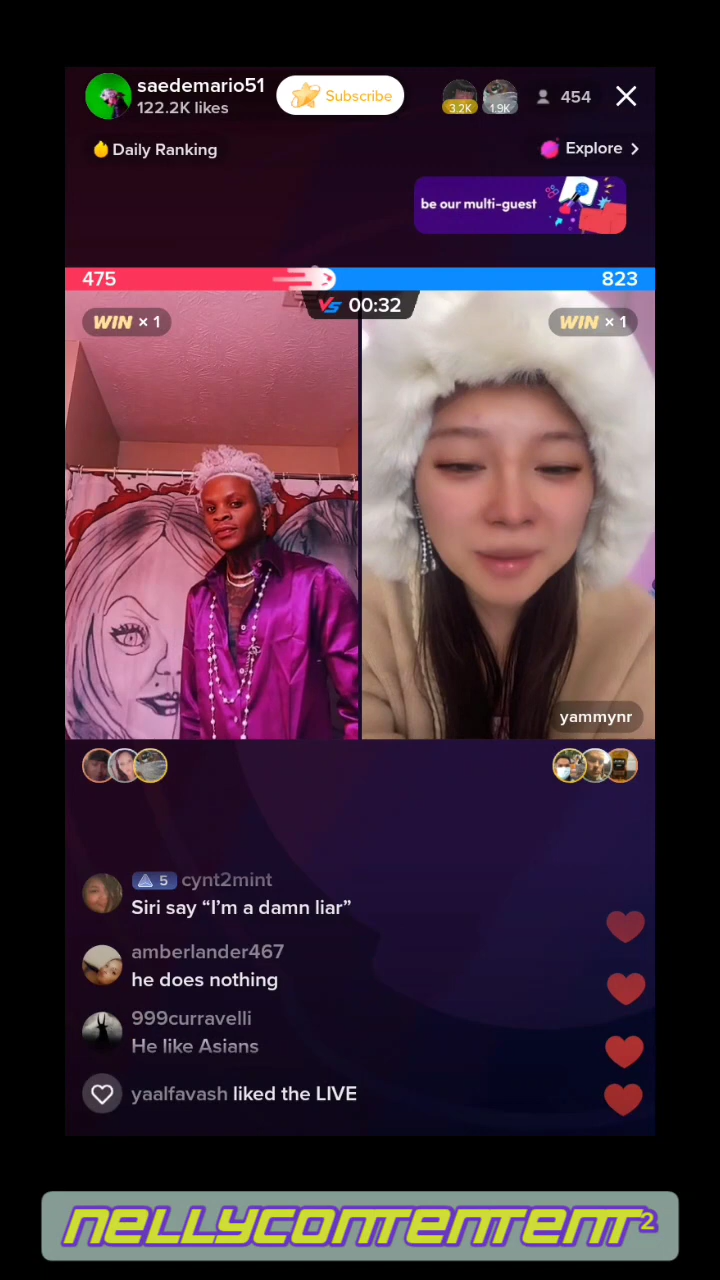 saedemario51
122.2K likes
Subscribe
3.2K
1.9K
454
Daily Ranking
Explore
be our multi-guest
475
823
VS 00:32
WIN × 1
WIN × 1
yammynr
5 cynt2mint
Siri say “I’m a damn liar”
amberlander467
he does nothing
999curravelli
He like Asians
yaalfavash liked the LIVE
NELLYCONTENTENT²